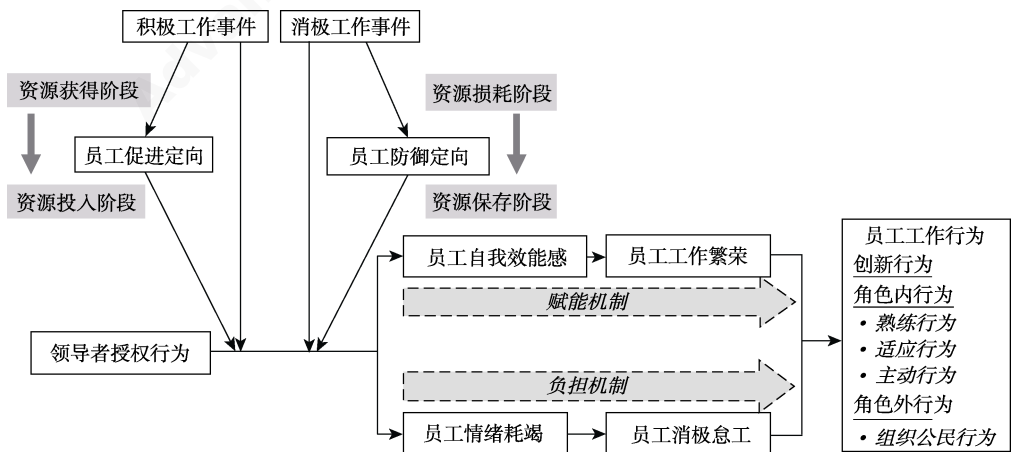 积极工作事件
消极工作事件
资源获得阶段
资源损耗阶段
员工促进定向
员工防御定向
资源投入阶段
资源保存阶段
员工自我效能感
员工工作繁荣
赋能机制
领导者授权行为
负担机制
员工情绪耗竭
员工消极怠工
员工工作行为
创新行为
角色内行为
・熟练行为
・适应行为
・主动行为
角色外行为
・组织公民行为